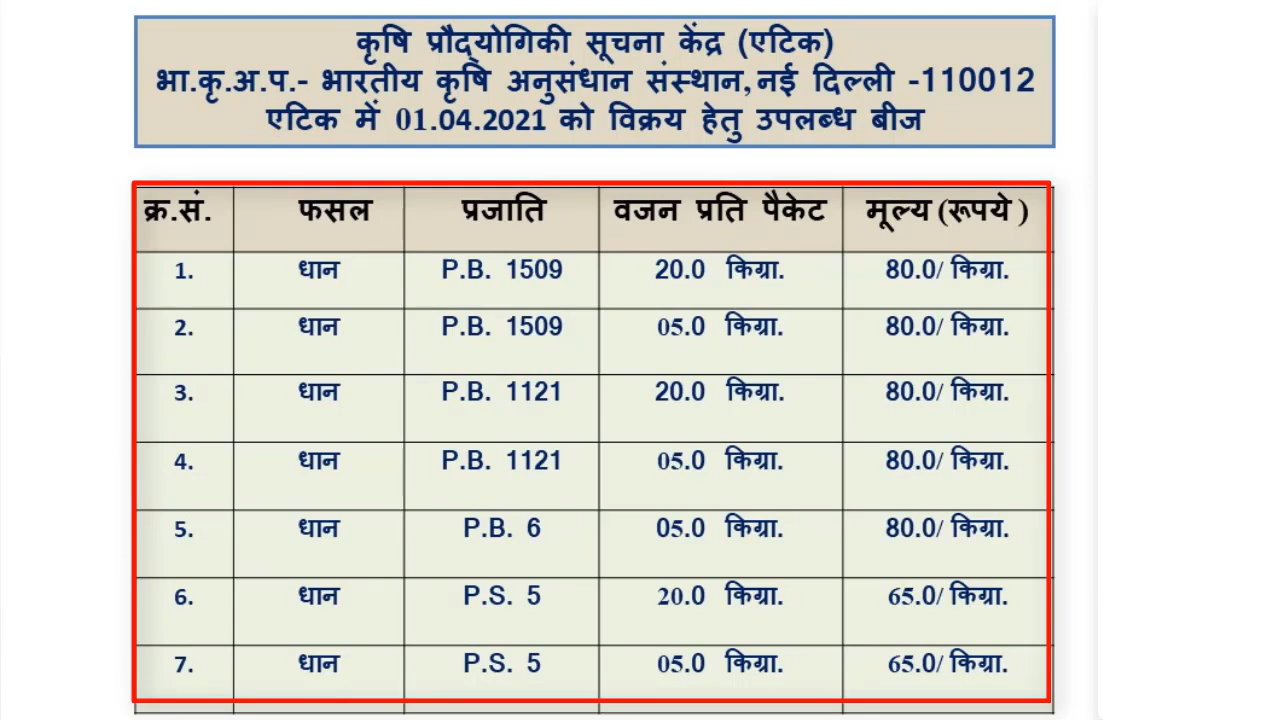 कृषि प्रौद्योगिकी सूचना केंद्र (एटिक)
भा.कृ.अ.प.- भारतीय कृषि अनुसंधान संस्थान, नई दिल्ली -110012
एटिक में 01.04.2021 को विक्रय हेतु उपलब्ध बीज
क्र.सं. फसल प्रजाति वजन प्रति पैकेट मूल्य (रूपये )
1. धान P.B. 1509 20.0 किग्रा. 80.0/ किग्रा.
2. धान P.B. 1509 05.0 किग्रा. 80.0/ किग्रा.
3. धान P.B. 1121 20.0 किग्रा. 80.0/ किग्रा.
4. धान P.B. 1121 05.0 किग्रा. 80.0/ किग्रा.
5. धान P.B. 6 05.0 किग्रा. 80.0/ किग्रा.
6. धान P.S. 5 20.0 किग्रा. 65.0/ किग्रा.
7. धान P.S. 5 05.0 किग्रा. 65.0/ किग्रा.